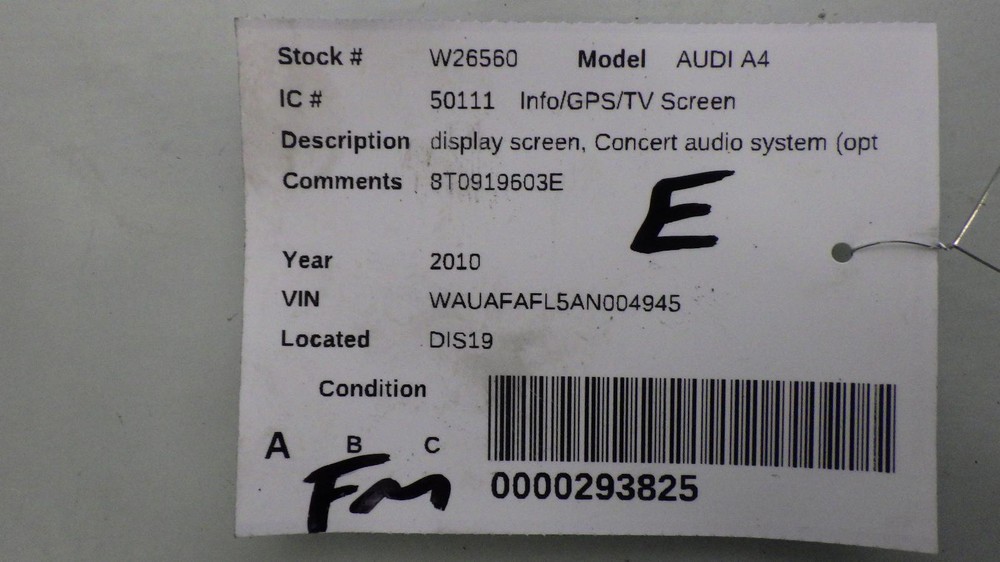 Stock # W26560 Model AUDI A4
IC # 50111 Info/GPS/TV Screen
Description display screen, Concert audio system (opt
Comments 8T0919603E
E
Year 2010
VIN WAUAFAFL5AN004945
Located DIS19
Condition
A B C
FM
0000293825